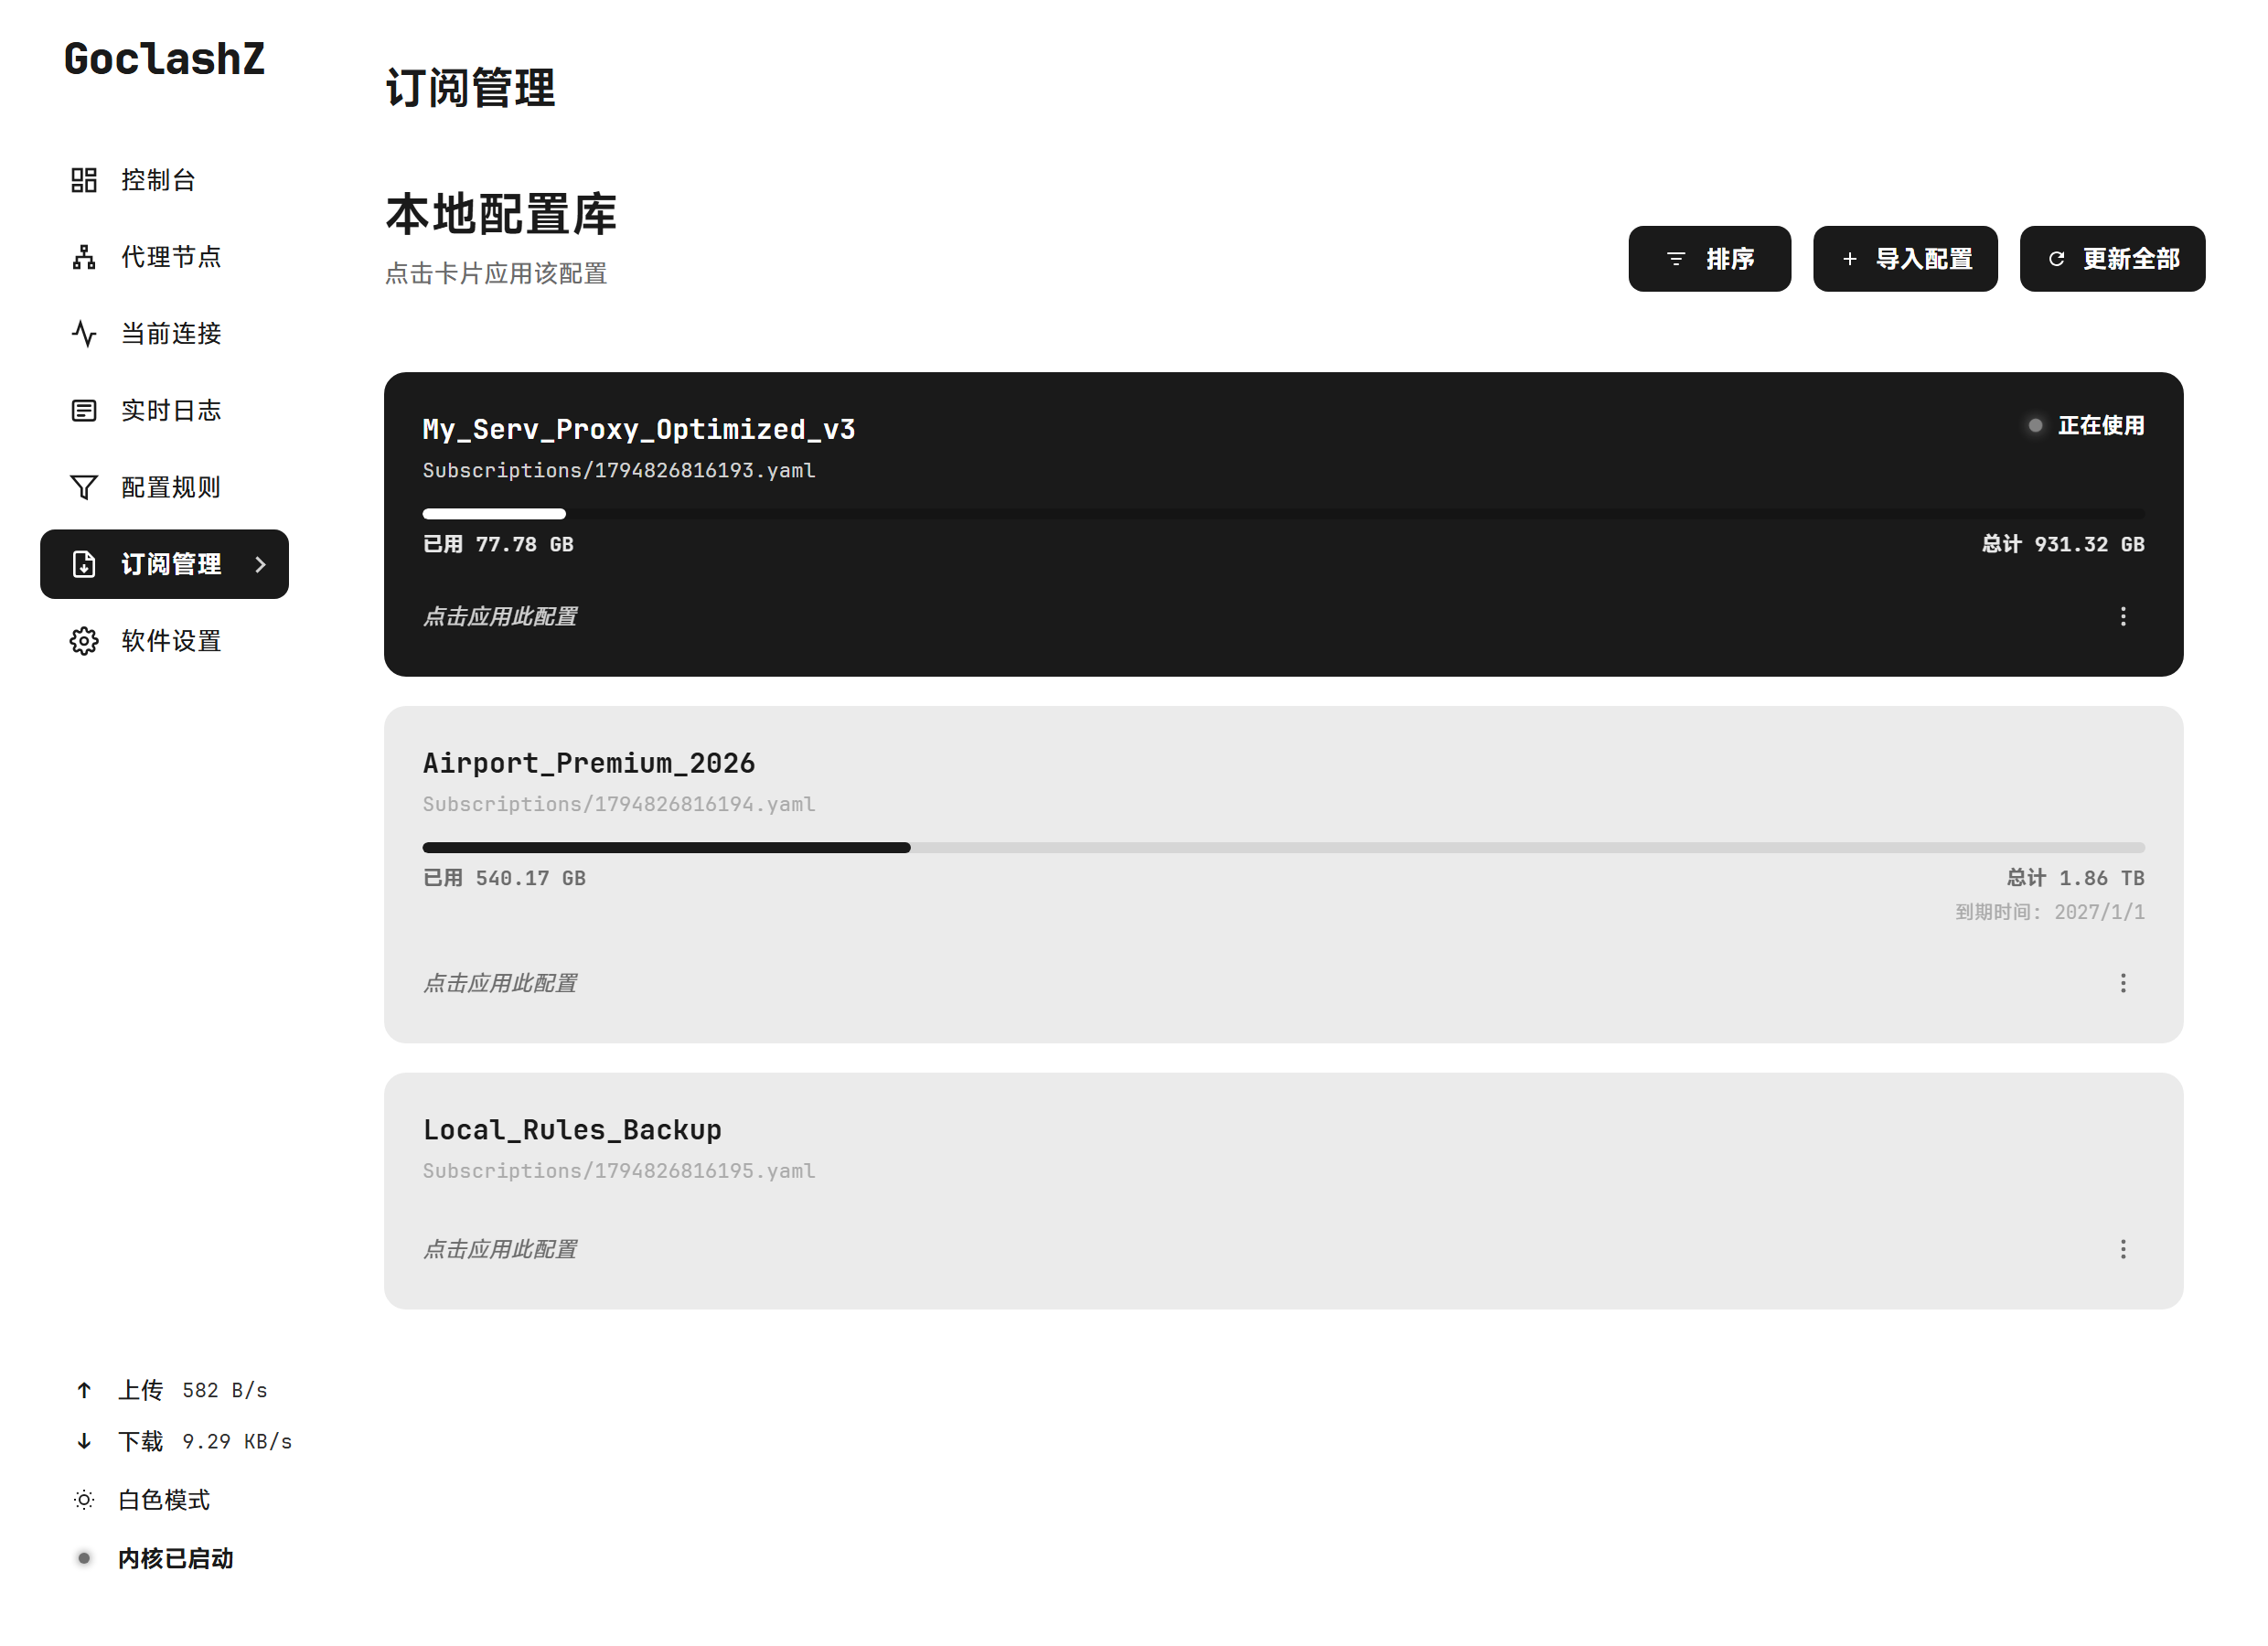 GoclashZ
控制台
代理节点
当前连接
实时日志
配置规则
订阅管理
软件设置
上传 582 B/s
下载 9.29 KB/s
白色模式
内核已启动
订阅管理
本地配置库
点击卡片应用该配置
排序
导入配置
更新全部
My_Serv_Proxy_Optimized_v3
正在使用
Subscriptions/1794826816193.yaml
已用 77.78 GB
总计 931.32 GB
点击应用此配置
Airport_Premium_2026
Subscriptions/1794826816194.yaml
已用 540.17 GB
总计 1.86 TB
到期时间: 2027/1/1
点击应用此配置
Local_Rules_Backup
Subscriptions/1794826816195.yaml
点击应用此配置